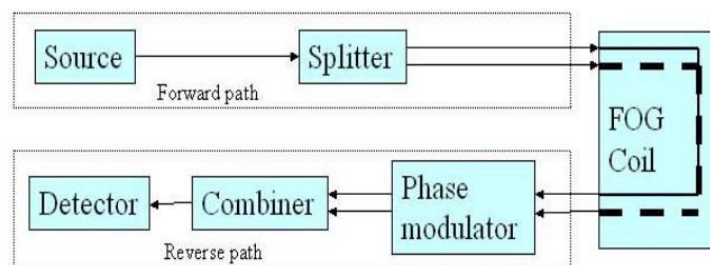 Source
Splitter
Forward path
FOG
Coil
Phase
modulator
Combiner
Detector
Reverse path